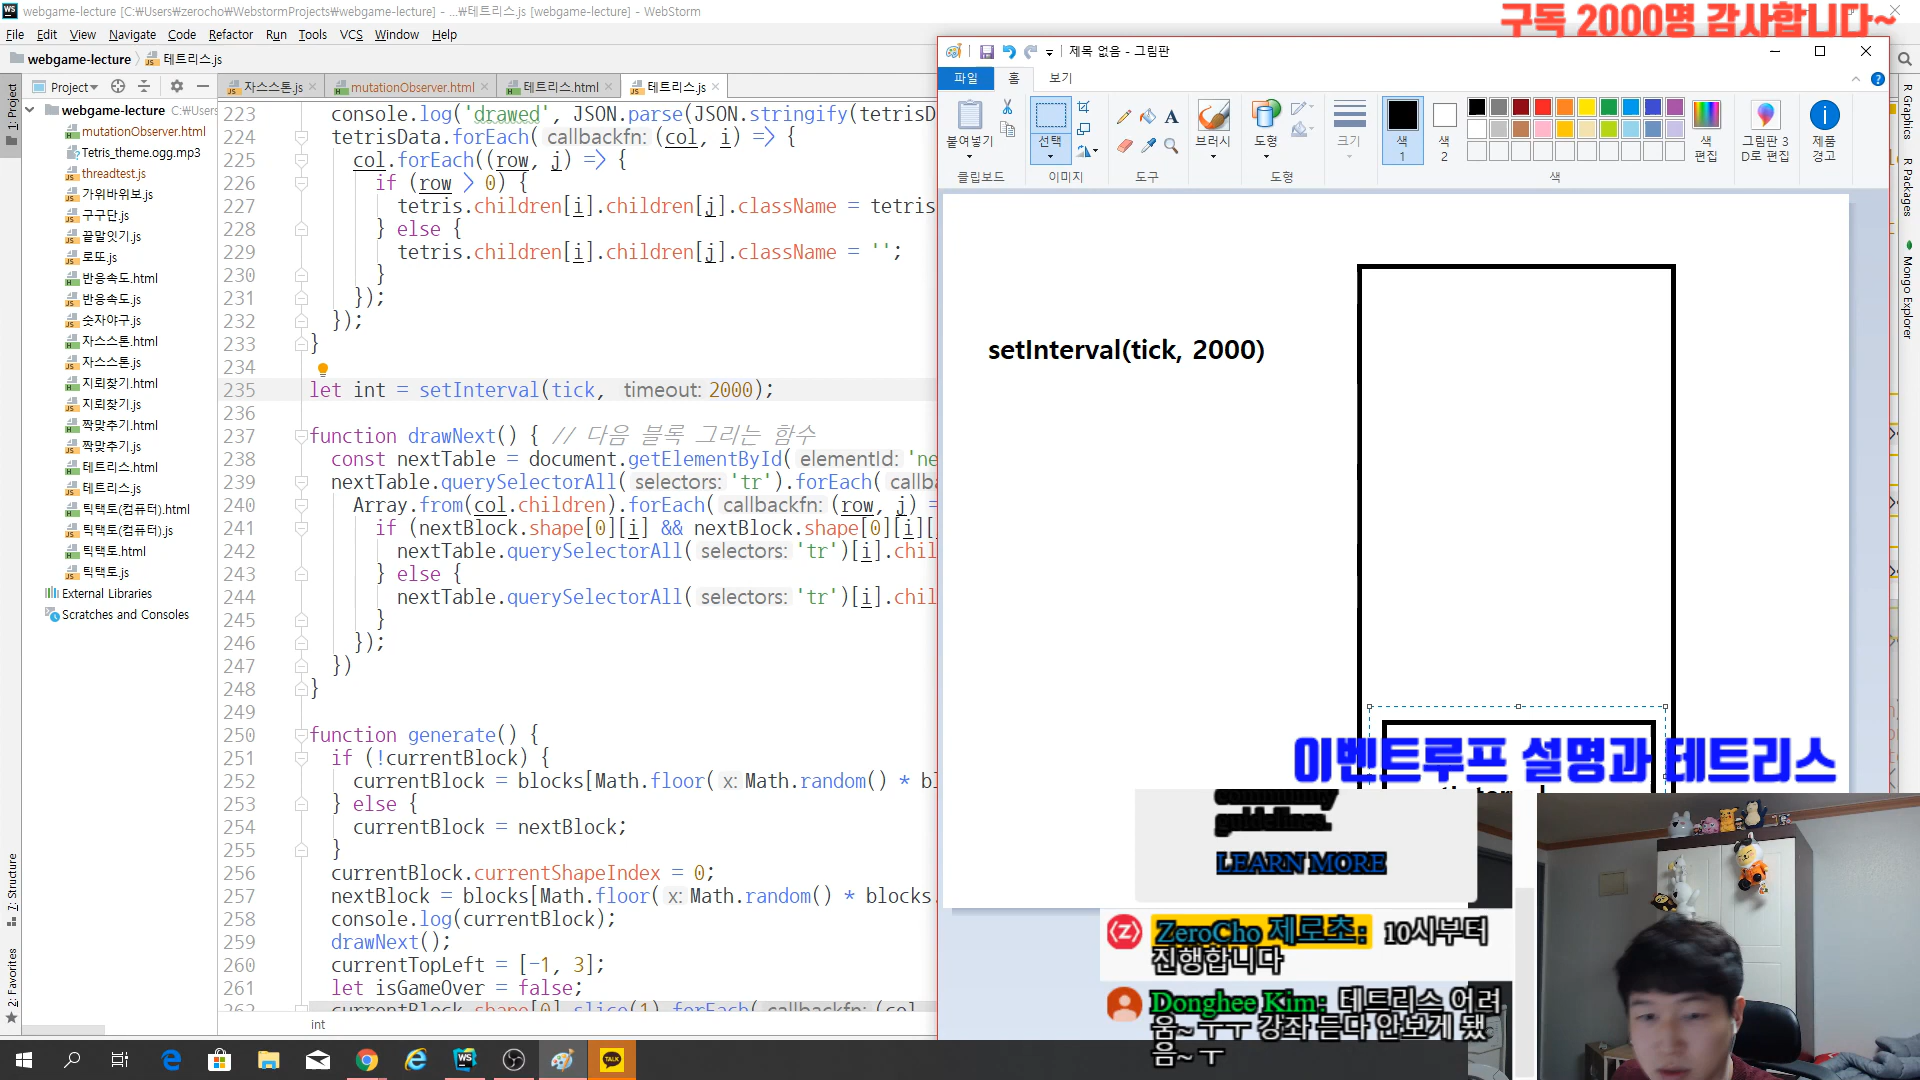 webgame-lecture [C:₩Users₩zerocho₩WebstormProjects₩webgame-lecture] - ...₩테트리스.js [webgame-lecture] - WebStorm
구독 2000명 감사합니다~
File Edit View Navigate Code Refactor Run Tools VCS Window Help
webgame-lecture 테트리스.js
Project
자스스톤.js
mutationObserver.html
테트리스.html
테트리스.js
1: Project
7: Structure
2: Favorites
webgame-lecture C:₩Users
mutationObserver.html
Tetris_theme.ogg.mp3
threadtest.js
가위바위보.js
구구단.js
끝말잇기.js
로또.js
반응속도.html
반응속도.js
숫자야구.js
자스스톤.html
자스스톤.js
지뢰찾기.html
지뢰찾기.js
짝맞추기.html
짝맞추기.js
테트리스.html
테트리스.js
틱택토(컴퓨터).html
틱택토(컴퓨터).js
틱택토.html
틱택토.js
External Libraries
Scratches and Consoles
223 console.log('drawed', JSON.parse(JSON.stringify(tetrisD
224 tetrisData.forEach( callbackfn: (col, i) => {
225 col.forEach((row, j) => {
226 if (row > 0) {
227 tetris.children[i].children[j].className = tetris
228 } else {
229 tetris.children[i].children[j].className = '';
230 }
231 });
232 });
233 }
234
235 let int = setInterval(tick, timeout: 2000);
236
237 function drawNext() { // 다음 블록 그리는 함수
238 const nextTable = document.getElementById( elementId: 'ne
239 nextTable.querySelectorAll( selectors: 'tr').forEach( callba
240 Array.from(col.children).forEach( callbackfn: (row, j) =
241 if (nextBlock.shape[0][i] && nextBlock.shape[0][i][
242 nextTable.querySelectorAll( selectors: 'tr')[i].chil
243 } else {
244 nextTable.querySelectorAll( selectors: 'tr')[i].chil
245 }
246 });
247 })
248 }
249
250 function generate() {
251 if (!currentBlock) {
252 currentBlock = blocks[Math.floor( x: Math.random() * bl
253 } else {
254 currentBlock = nextBlock;
255 }
256 currentBlock.currentShapeIndex = 0;
257 nextBlock = blocks[Math.floor( x: Math.random() * blocks.
258 console.log(currentBlock);
259 drawNext();
260 currentTopLeft = [-1, 3];
261 let isGameOver = false;
262 currentBlock.shape[0].slice(1).forEach( callbackfn: (col
int
제목 없음 - 그림판
파일 홈 보기
붙여넣기
선택
A
브러시
도형
크기
색 1
색 2
색 편집
그림판 3D로 편집
제품 경고
클립보드 이미지 도구 도형 색
R Graphics
R Packages
Mongo Explorer
setInterval(tick, 2000)
이벤트루프 설명과 테트리스
community
guidelines.
LEARN MORE
ZeroCho 제로초: 10시부터
진행합니다
Donghee Kim: 테트리스 어려
움~ㅜㅜ 강좌 듣다 안보게 됐
음~ㅜ
TALK